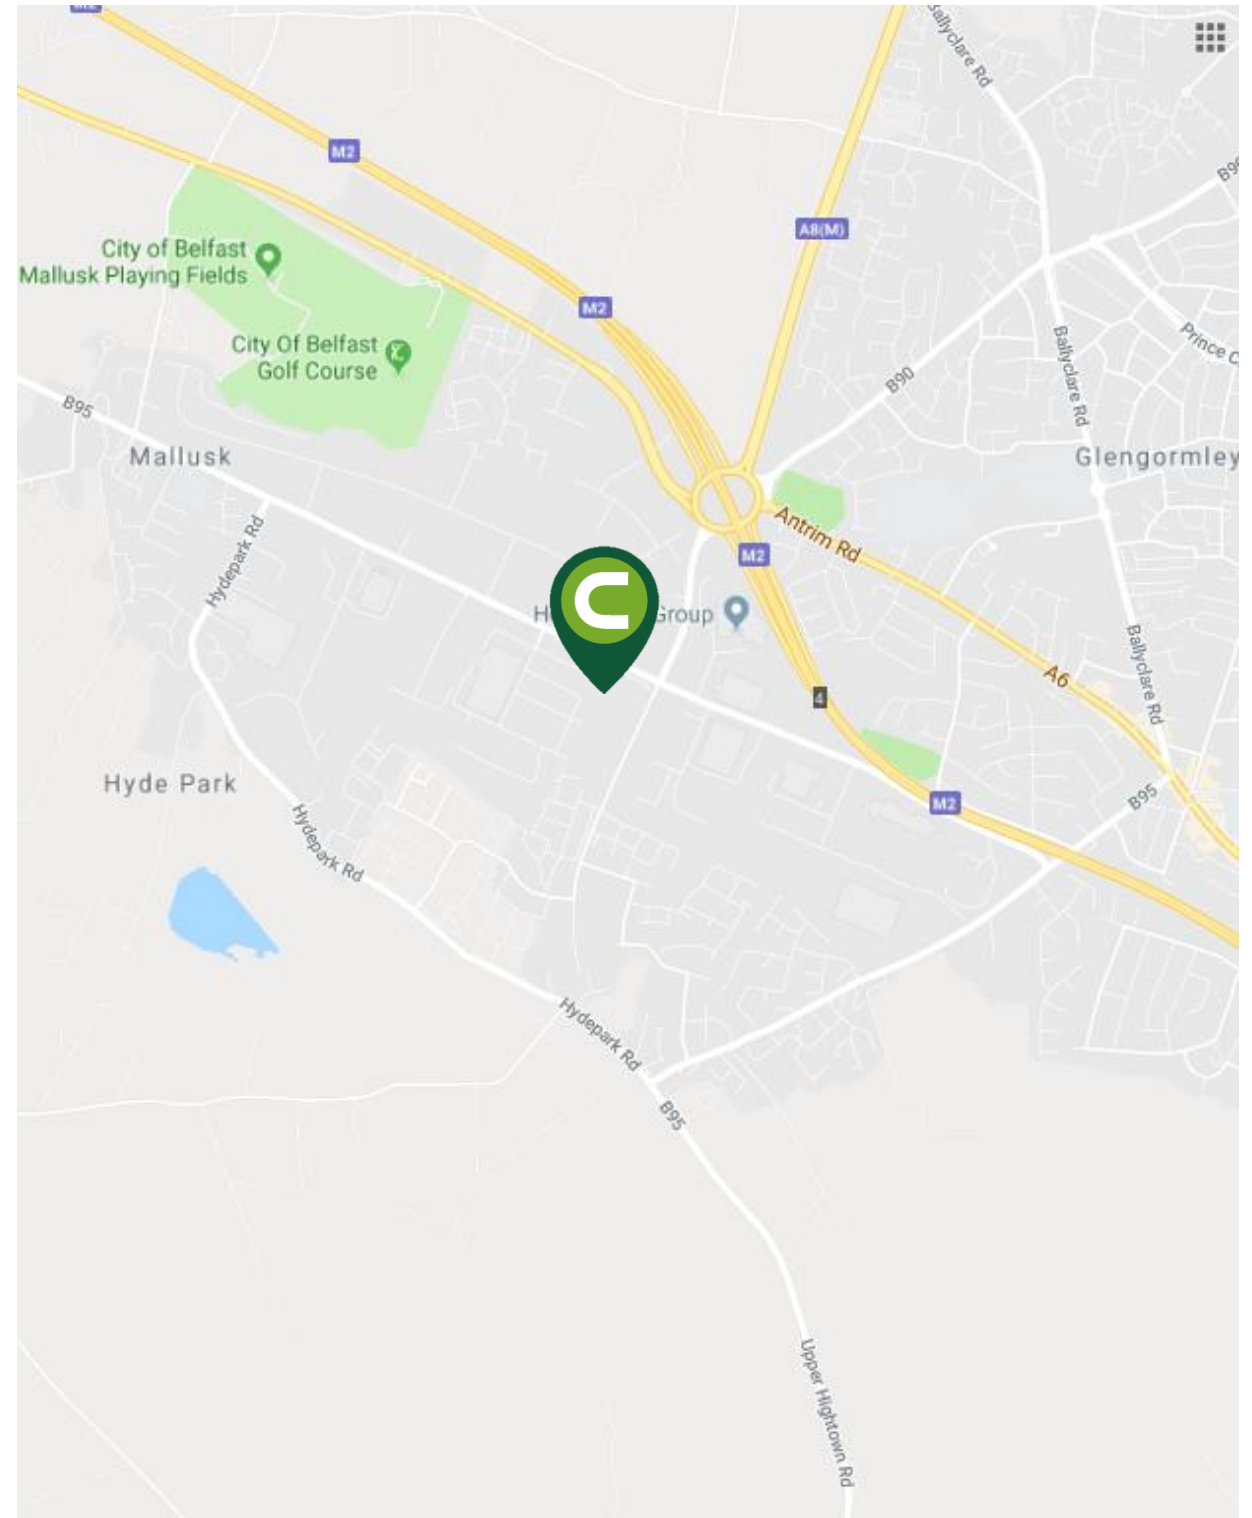 M2
Ballyclare Rd
M2
B90
A8(M)
City of Belfast
Mallusk Playing Fields
M2
City Of Belfast
Golf Course
Ballyclare Rd
Prince C
B90
B95
Mallusk
Glengormley
Hydepark Rd
Antrim Rd
M2
C
Group
Ballyclare Rd
A6
4
Hyde Park
M2
B95
Hydepark Rd
Hydepark Rd
B95
Upper Hightown Rd